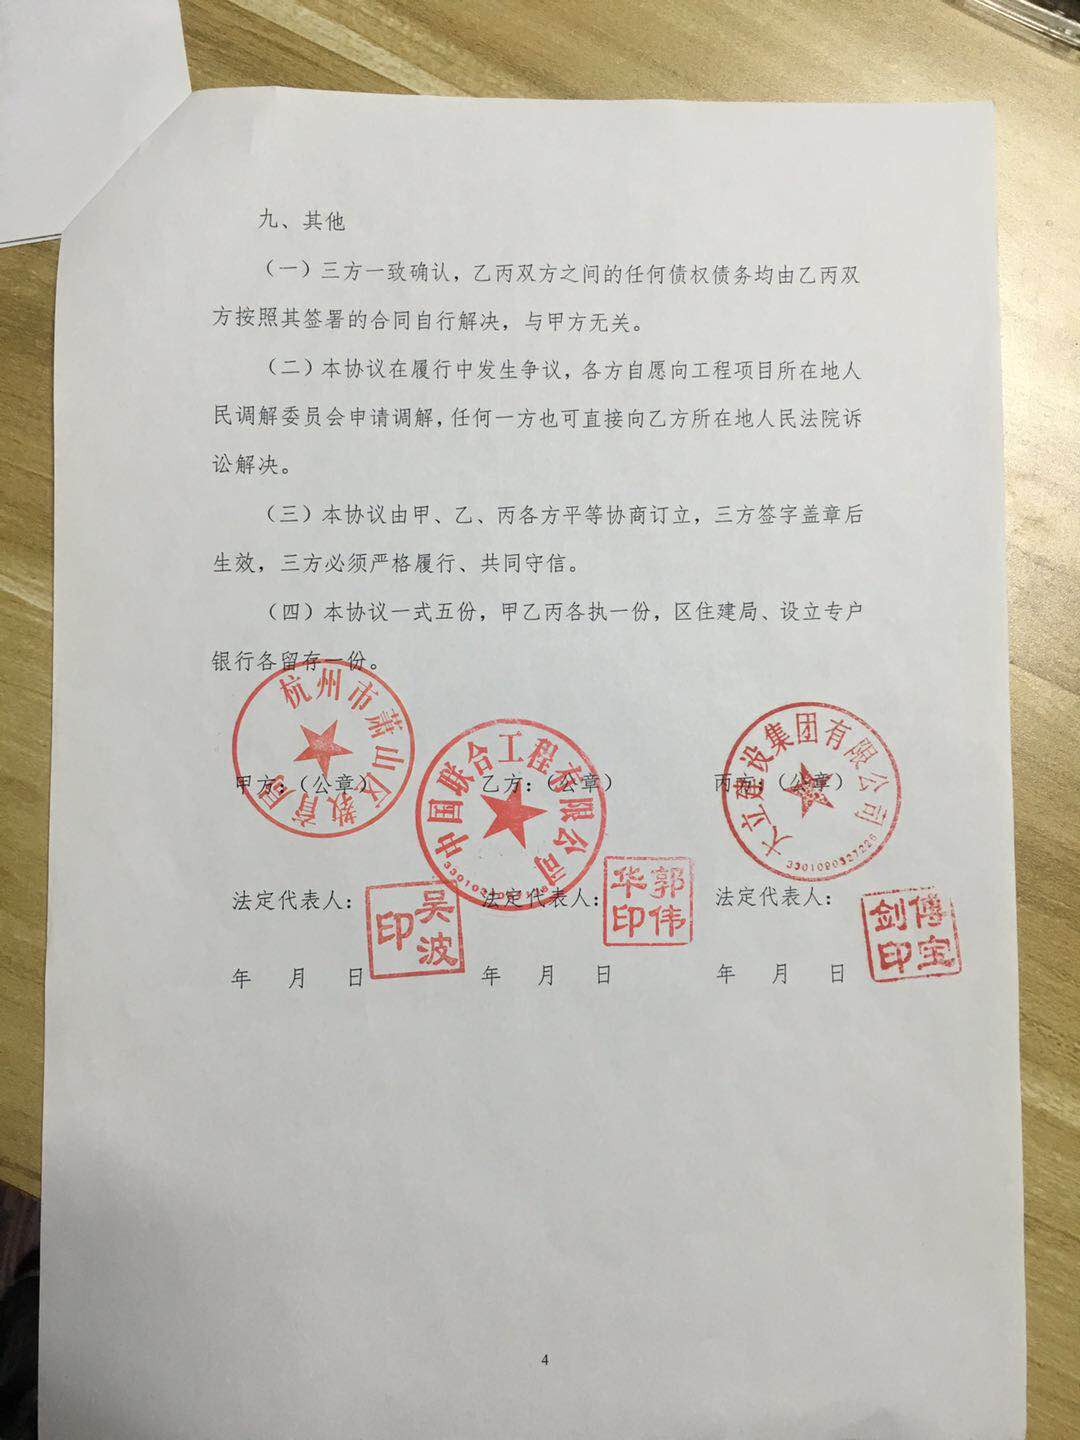 九、其他
（一）三方一致确认，乙丙双方之间的任何债权债务均由乙丙双
方按照其签署的合同自行解决，与甲方无关。
（二）本协议在履行中发生争议，各方自愿向工程项目所在地人
民调解委员会申请调解，任何一方也可直接向乙方所在地人民法院诉
讼解决。
（三）本协议由甲、乙、丙各方平等协商订立，三方签字盖章后
生效，三方必须严格履行、共同守信。
（四）本协议一式五份，甲乙丙各执一份，区住建局、设立专户
银行各留存一份。
杭州市萧山区教育局
中国联合工程有限公司
大立建设集团有限公司
3301090327226
甲方：（公章） 乙方：（公章） 丙方：（公章）
法定代表人： 法定代表人： 法定代表人：
吴波印
郭伟华印
傅宝剑印
年 月 日 年 月 日 年 月 日
4